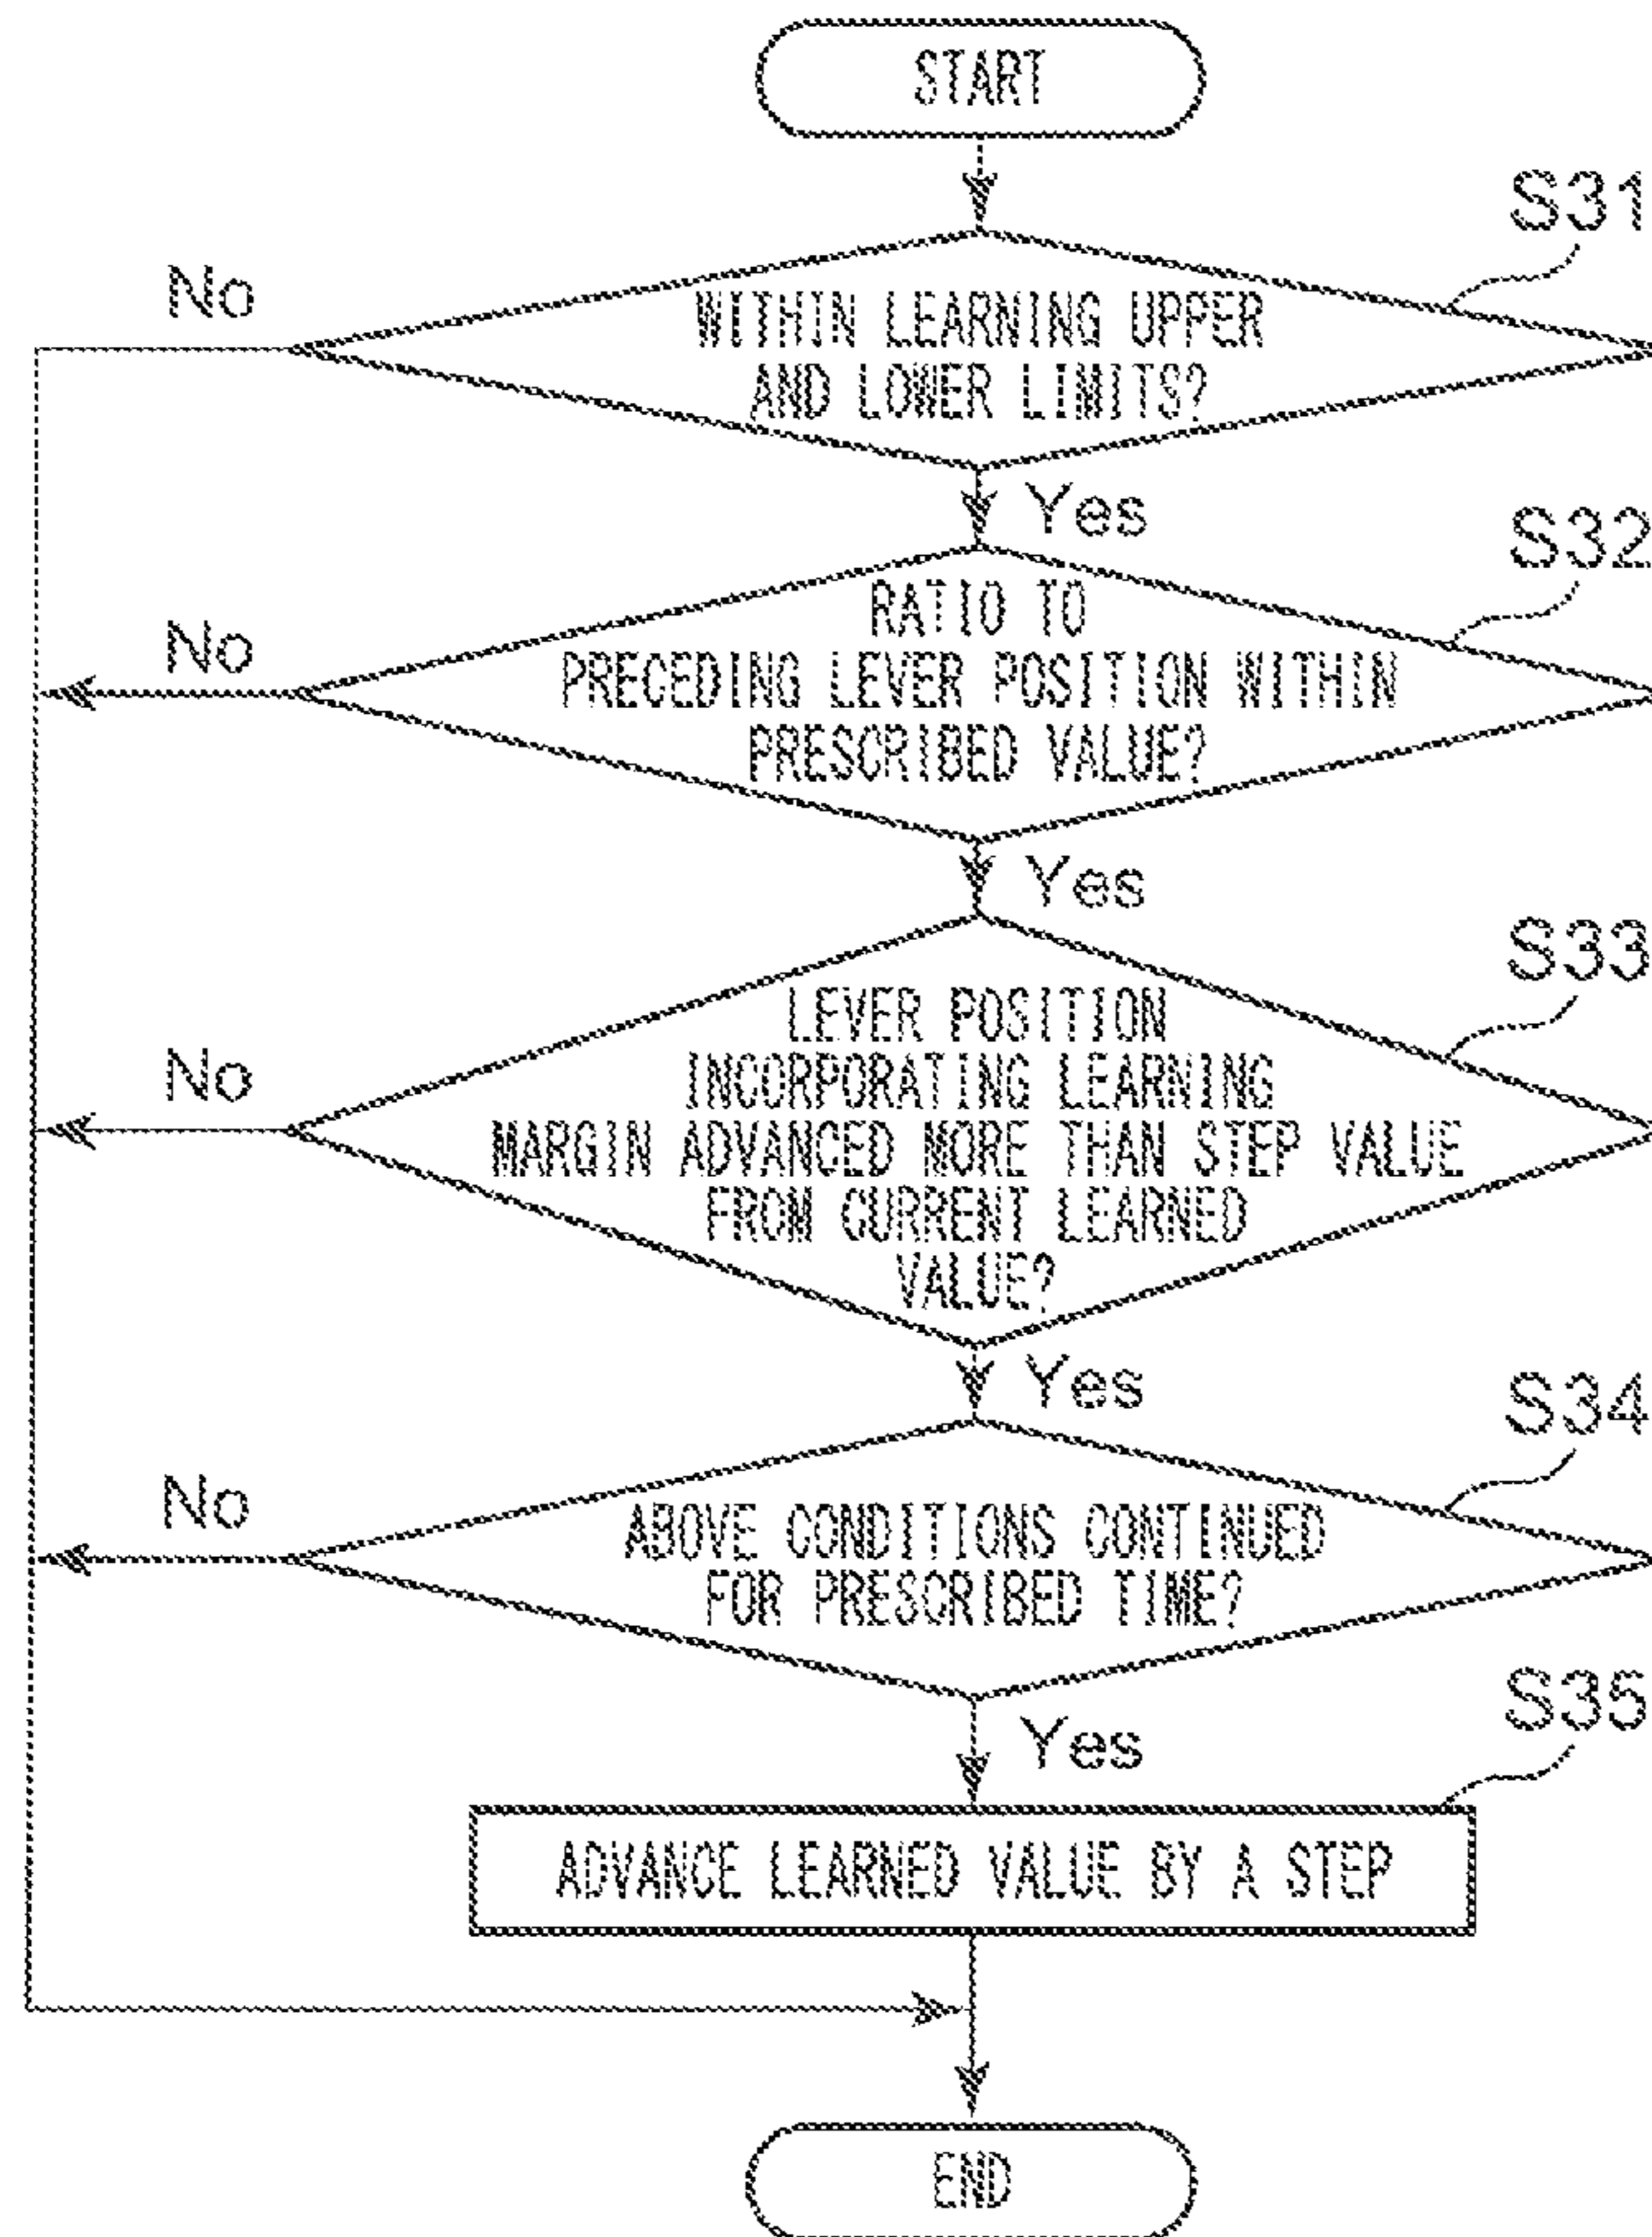 START
S31
No
WITHIN LEARNING UPPER
AND LOWER LIMITS?
Yes
S32
RATIO TO
No
PRECEDING LEVER POSITION WITHIN
PRESCRIBED VALUE?
Yes
S33
LEVER POSITION
INCORPORATING LEARNING
No
MARGIN ADVANCED MORE THAN STEP VALUE
FROM CURRENT LEARNED
VALUE?
Yes
S34
No
ABOVE CONDITIONS CONTINUED
FOR PRESCRIBED TIME?
Yes
S35
ADVANCE LEARNED VALUE BY A STEP
END